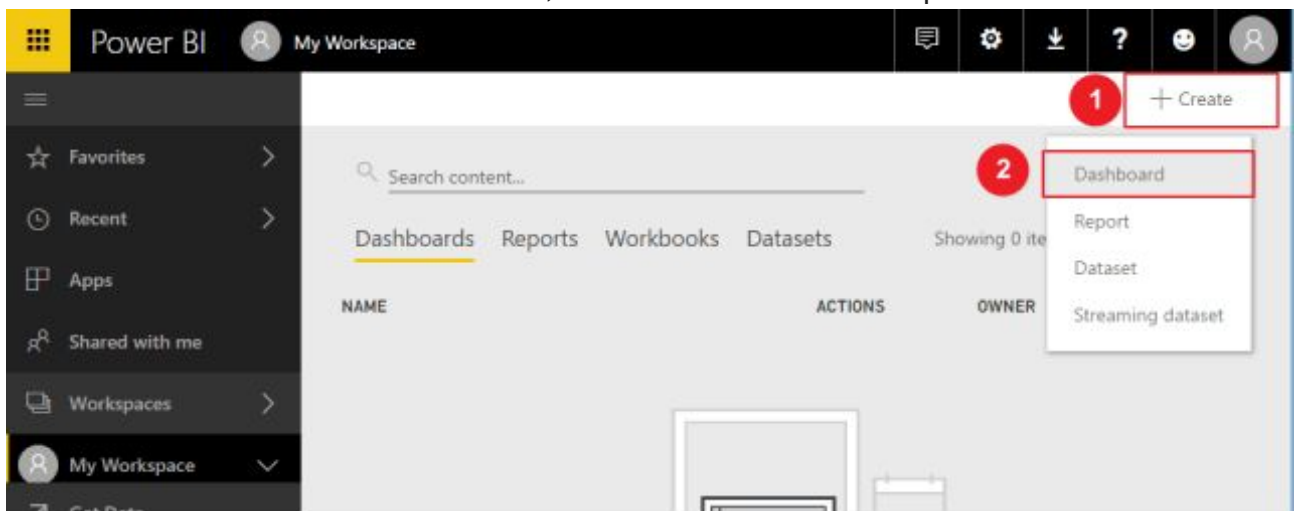 Power BI My Workspace
1 + Create
Favorites
Search content...
2 Dashboard
Recent
Report
Dashboards Reports Workbooks Datasets Showing 0 ite
Apps
Dataset
NAME ACTIONS OWNER
Streaming dataset
Shared with me
Workspaces
My Workspace